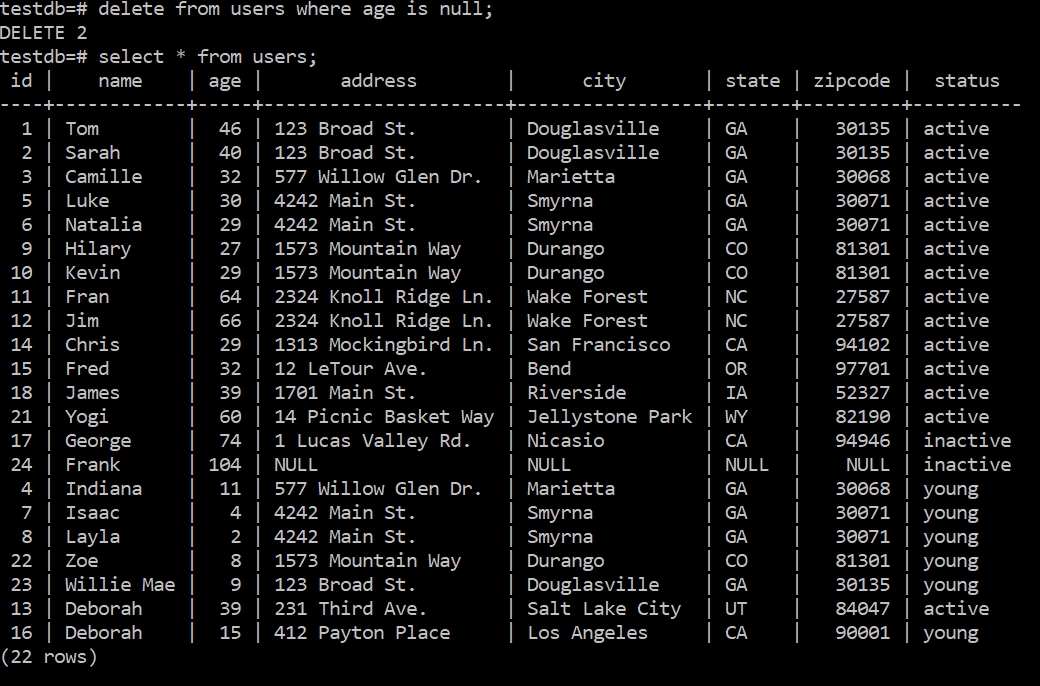 testdb=# delete from users where age is null;
DELETE 2
testdb=# select * from users;
 id |    name    | age |       address        |      city       | state | zipcode |  status
----+------------+-----+----------------------+-----------------+-------+---------+----------
  1 | Tom        |  46 | 123 Broad St.        | Douglasville    | GA    |   30135 | active
  2 | Sarah      |  40 | 123 Broad St.        | Douglasville    | GA    |   30135 | active
  3 | Camille    |  32 | 577 Willow Glen Dr.  | Marietta        | GA    |   30068 | active
  5 | Luke       |  30 | 4242 Main St.        | Smyrna          | GA    |   30071 | active
  6 | Natalia    |  29 | 4242 Main St.        | Smyrna          | GA    |   30071 | active
  9 | Hilary     |  27 | 1573 Mountain Way    | Durango         | CO    |   81301 | active
 10 | Kevin      |  29 | 1573 Mountain Way    | Durango         | CO    |   81301 | active
 11 | Fran       |  64 | 2324 Knoll Ridge Ln. | Wake Forest     | NC    |   27587 | active
 12 | Jim        |  66 | 2324 Knoll Ridge Ln. | Wake Forest     | NC    |   27587 | active
 14 | Chris      |  29 | 1313 Mockingbird Ln. | San Francisco   | CA    |   94102 | active
 15 | Fred       |  32 | 12 LeTour Ave.       | Bend            | OR    |   97701 | active
 18 | James      |  39 | 1701 Main St.        | Riverside       | IA    |   52327 | active
 21 | Yogi       |  60 | 14 Picnic Basket Way | Jellystone Park | WY    |   82190 | active
 17 | George     |  74 | 1 Lucas Valley Rd.   | Nicasio         | CA    |   94946 | inactive
 24 | Frank      | 104 | NULL                 | NULL            | NULL  |    NULL | inactive
  4 | Indiana    |  11 | 577 Willow Glen Dr.  | Marietta        | GA    |   30068 | young
  7 | Isaac      |   4 | 4242 Main St.        | Smyrna          | GA    |   30071 | young
  8 | Layla      |   2 | 4242 Main St.        | Smyrna          | GA    |   30071 | young
 22 | Zoe        |   8 | 1573 Mountain Way    | Durango         | CO    |   81301 | young
 23 | Willie Mae |   9 | 123 Broad St.        | Douglasville    | GA    |   30135 | young
 13 | Deborah    |  39 | 231 Third Ave.       | Salt Lake City  | UT    |   84047 | active
 16 | Deborah    |  15 | 412 Payton Place     | Los Angeles     | CA    |   90001 | young
(22 rows)